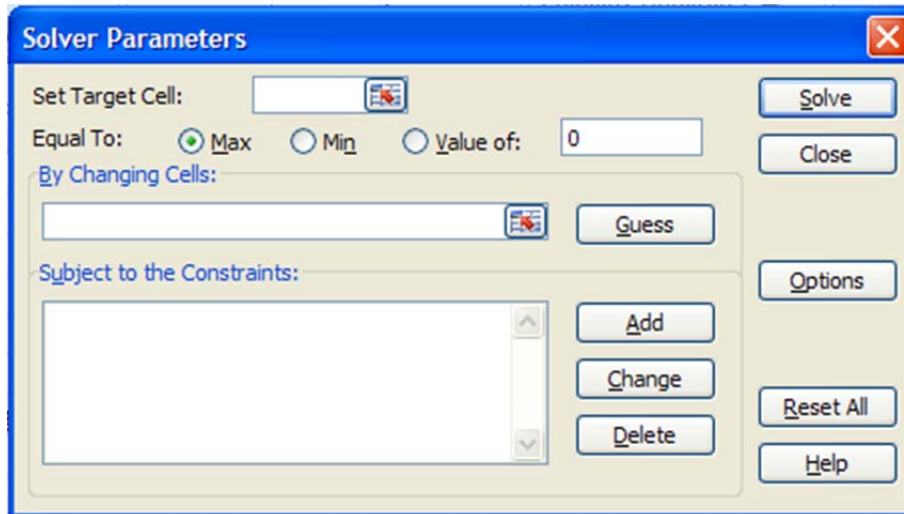 Solver Parameters
Set Target Cell:
Solve
Equal To: Max Min Value of: 0
Close
By Changing Cells:
Guess
Subject to the Constraints:
Options
Add
Change
Reset All
Delete
Help